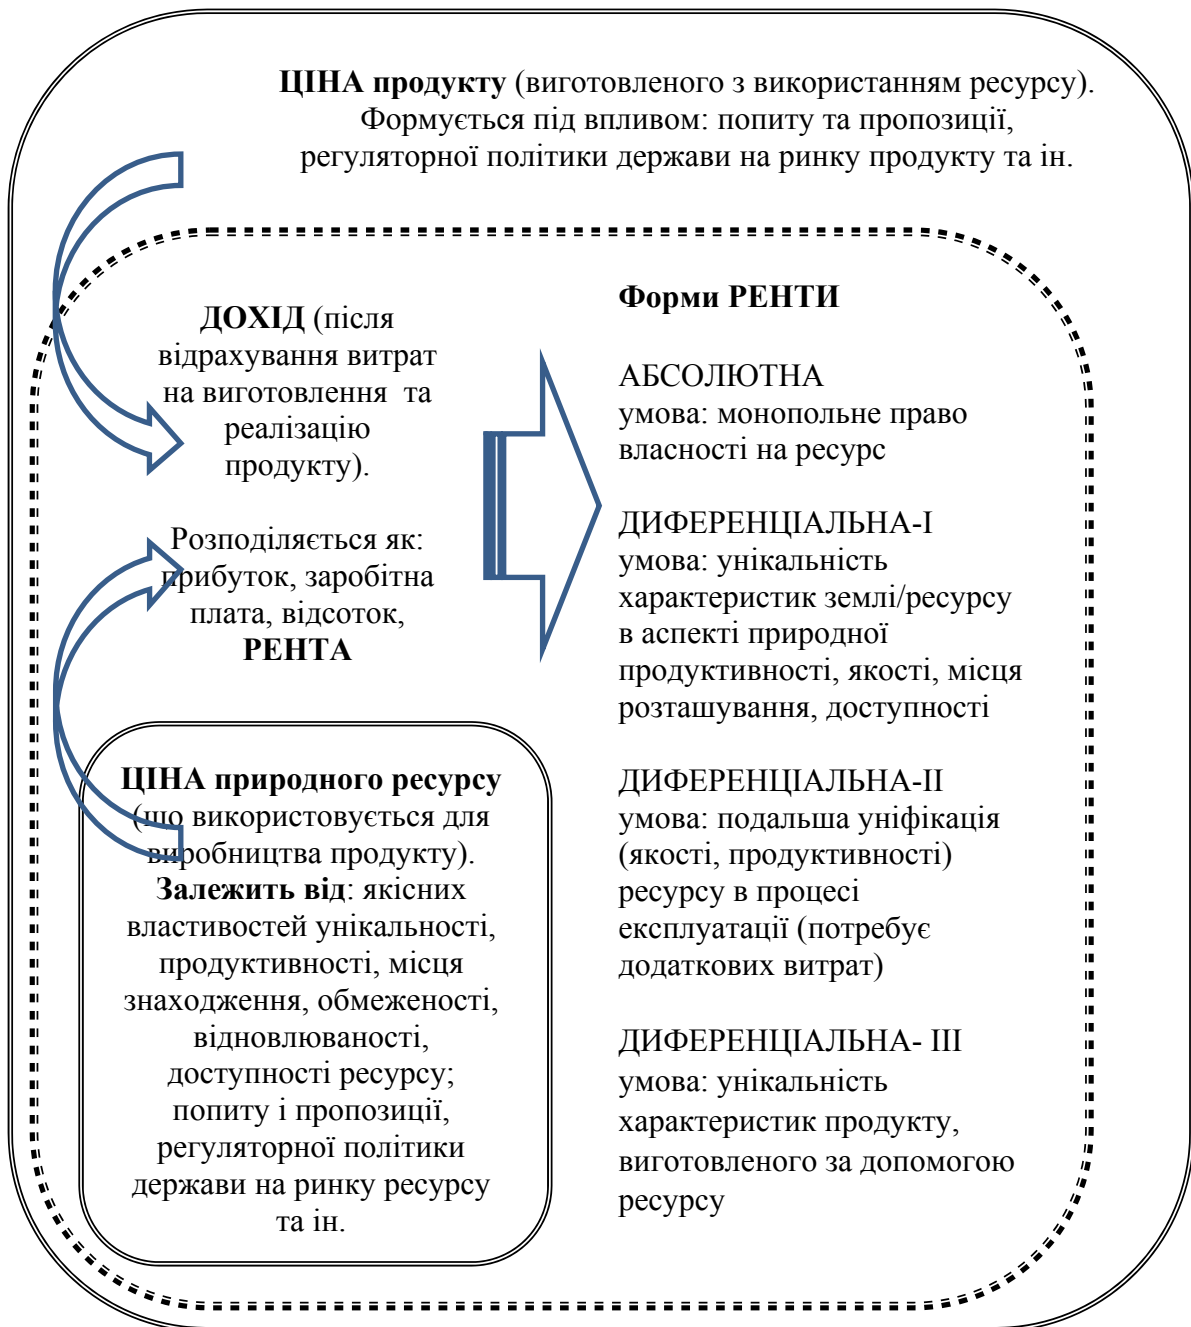 ЦІНА продукту (виготовленого з використанням ресурсу).
Формується під впливом: попиту та пропозиції,
регуляторної політики держави на ринку продукту та ін.
ДОХІД (після
відрахування витрат
на виготовлення та
реалізацію
продукту).
Розподіляється як:
прибуток, заробітна
плата, відсоток,
РЕНТА
ЦІНА природного ресурсу
(що використовується для
виробництва продукту).
Залежить від: якісних
властивостей унікальності,
продуктивності, місця
знаходження, обмеженості,
відновлюваності,
доступності ресурсу;
попиту і пропозиції,
регуляторної політики
держави на ринку ресурсу
та ін.
Форми РЕНТИ
АБСОЛЮТНА
умова: монопольне право
власності на ресурс
ДИФЕРЕНЦІАЛЬНА-І
умова: унікальність
характеристик землі/ресурсу
в аспекті природної
продуктивності, якості, місця
розташування, доступності
ДИФЕРЕНЦІАЛЬНА-ІІ
умова: подальша уніфікація
(якості, продуктивності)
ресурсу в процесі
експлуатації (потребує
додаткових витрат)
ДИФЕРЕНЦІАЛЬНА- ІІІ
умова: унікальність
характеристик продукту,
виготовленого за допомогою
ресурсу